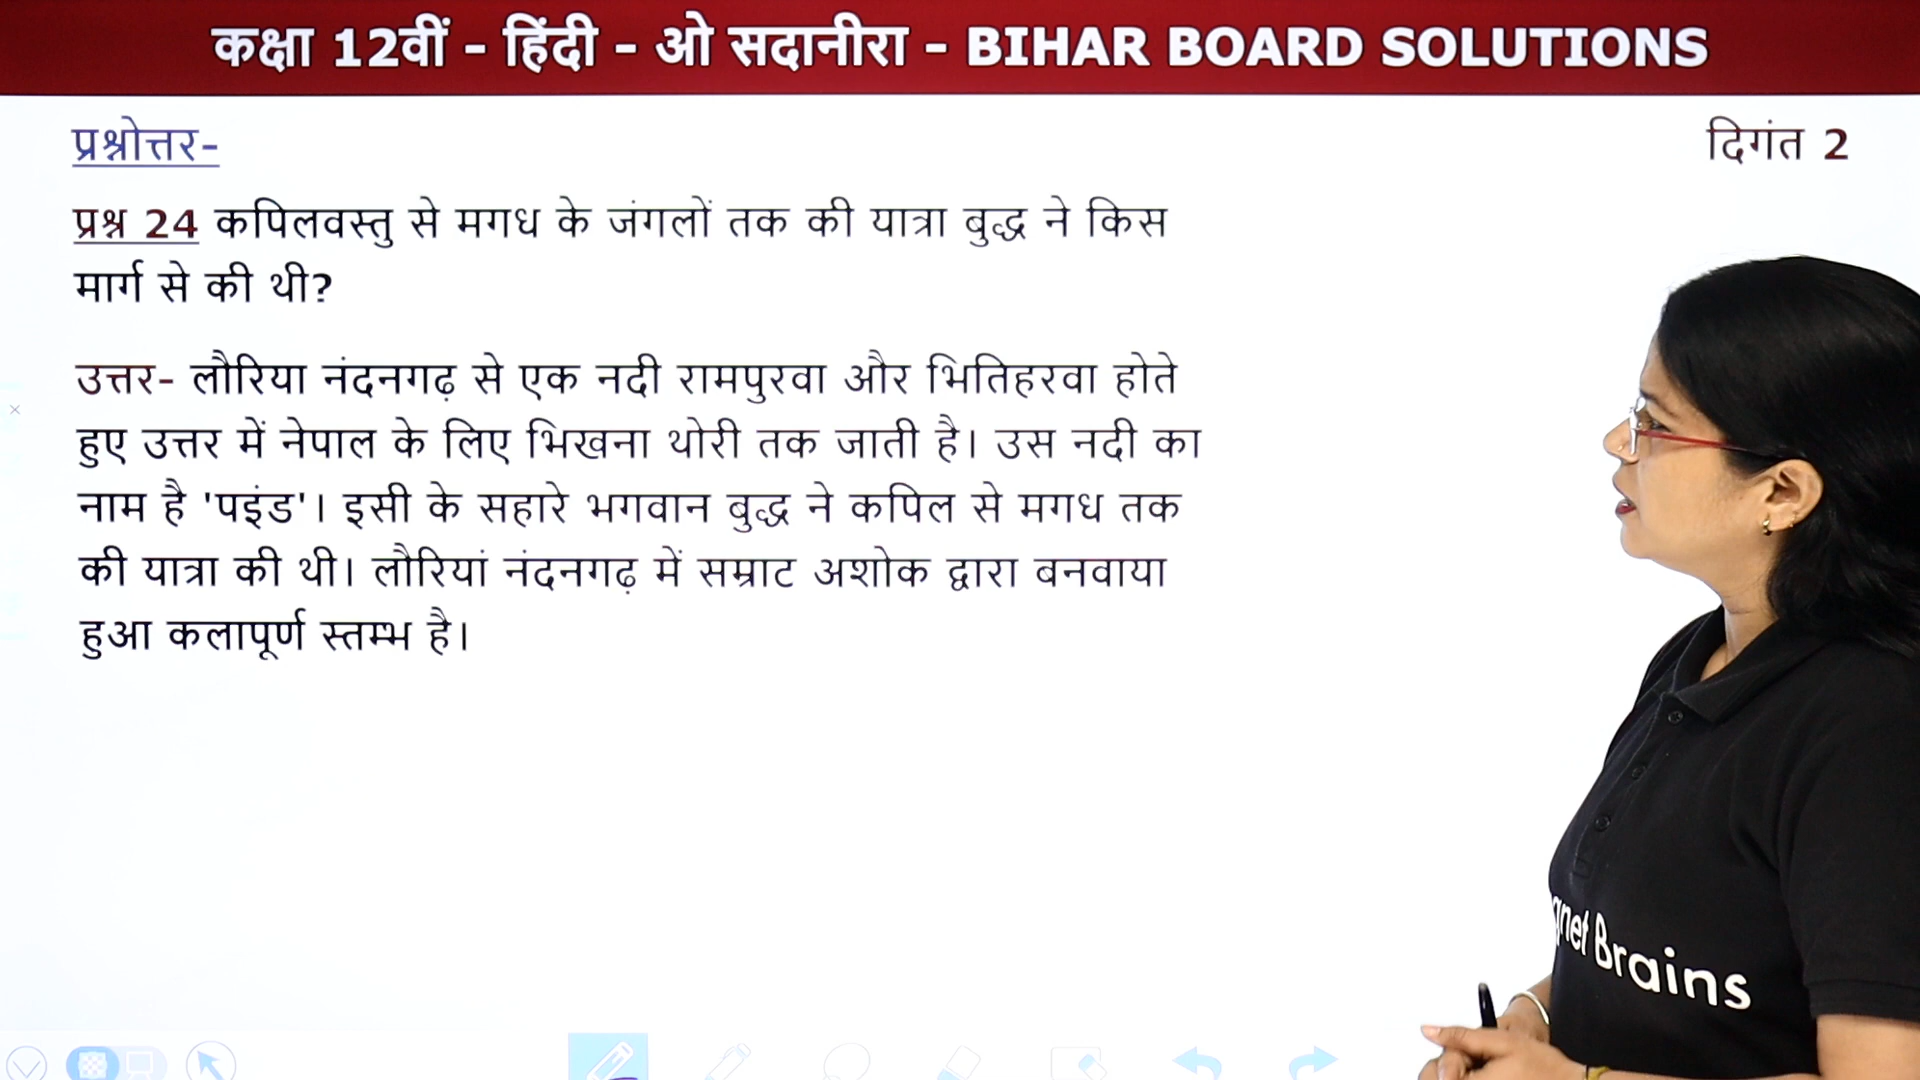 कक्षा 12वीं - हिंदी - ओ सदानीरा - BIHAR BOARD SOLUTIONS
प्रश्नोत्तर-
दिगंत 2
प्रश्न 24 कपिलवस्तु से मगध के जंगलों तक की यात्रा बुद्ध ने किस
मार्ग से की थी?
उत्तर- लौरिया नंदनगढ़ से एक नदी रामपुरवा और भितिहरवा होते
हुए उत्तर में नेपाल के लिए भिखना थोरी तक जाती है। उस नदी का
नाम है 'पइंड'। इसी के सहारे भगवान बुद्ध ने कपिल से मगध तक
की यात्रा की थी। लौरियां नंदनगढ़ में सम्राट अशोक द्वारा बनवाया
हुआ कलापूर्ण स्तम्भ है।
gnet Brains